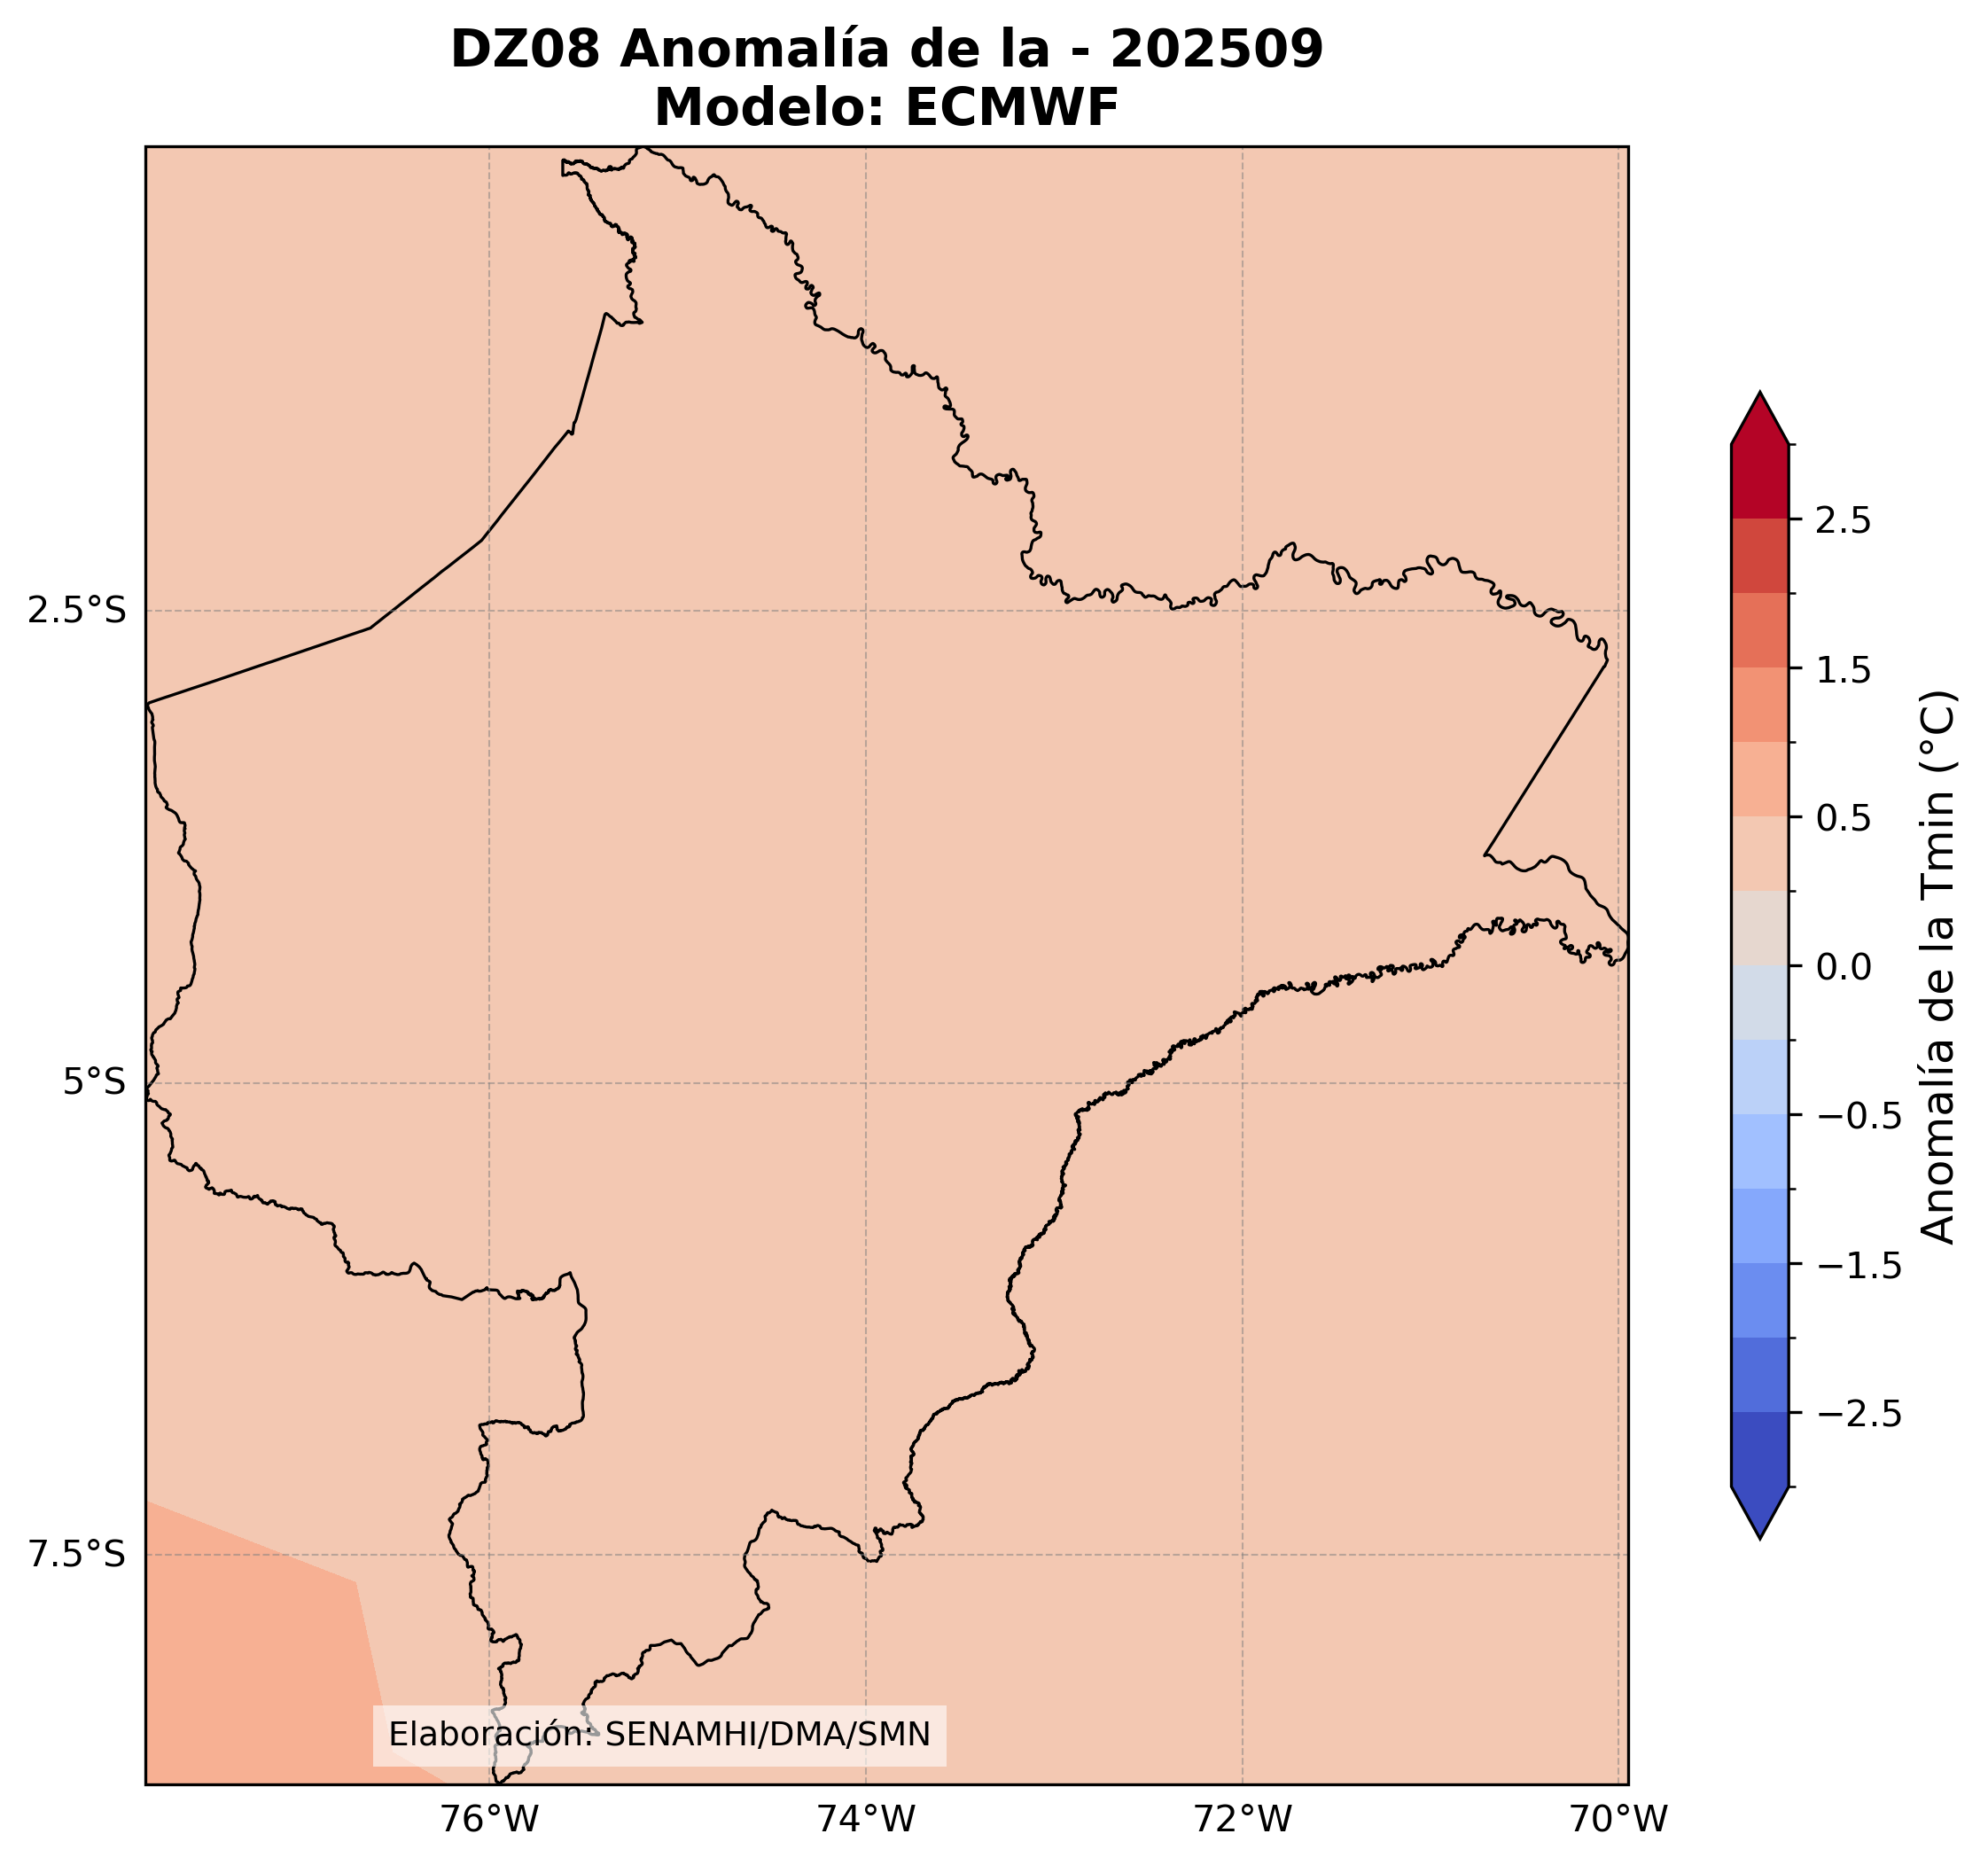 DZ08 Anomalía de la - 202509
Modelo: ECMWF
2.5°S
5°S
7.5°S
76°W
74°W
72°W
70°W
Elaboración: SENAMHI/DMA/SMN
2.5
1.5
0.5
0.0
−0.5
−1.5
−2.5
Anomalía de la Tmin (°C)